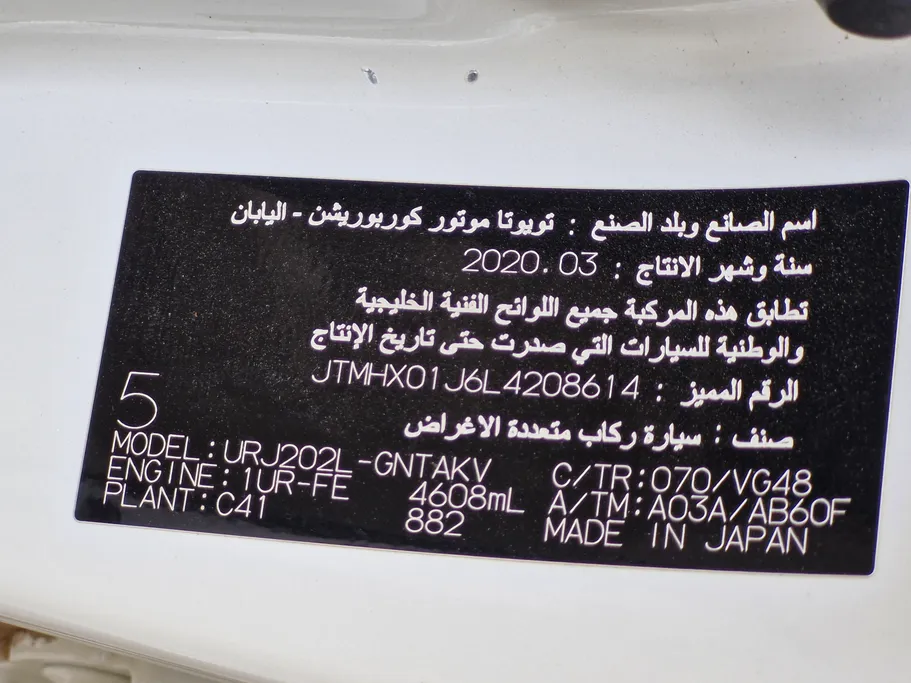 اسم الصانع وبلد الصنع : تويوتا موتور كوربوريشن - اليابان
سنة وشهر الانتاج : 2020.03
تطابق هذه المركبة جميع اللوائح الفنية الخليجية
والوطنية للسيارات التي صدرت حتى تاريخ الإنتاج
الرقم المميز : JTMHX01J6L4208614
صنف : سيارة ركاب متعددة الاغراض
5
MODEL:URJ202L-GNTAKV C/TR:070/VG48
ENGINE:1UR-FE 4608mL A/TM:A03A/AB60F
PLANT:C41 882 MADE IN JAPAN